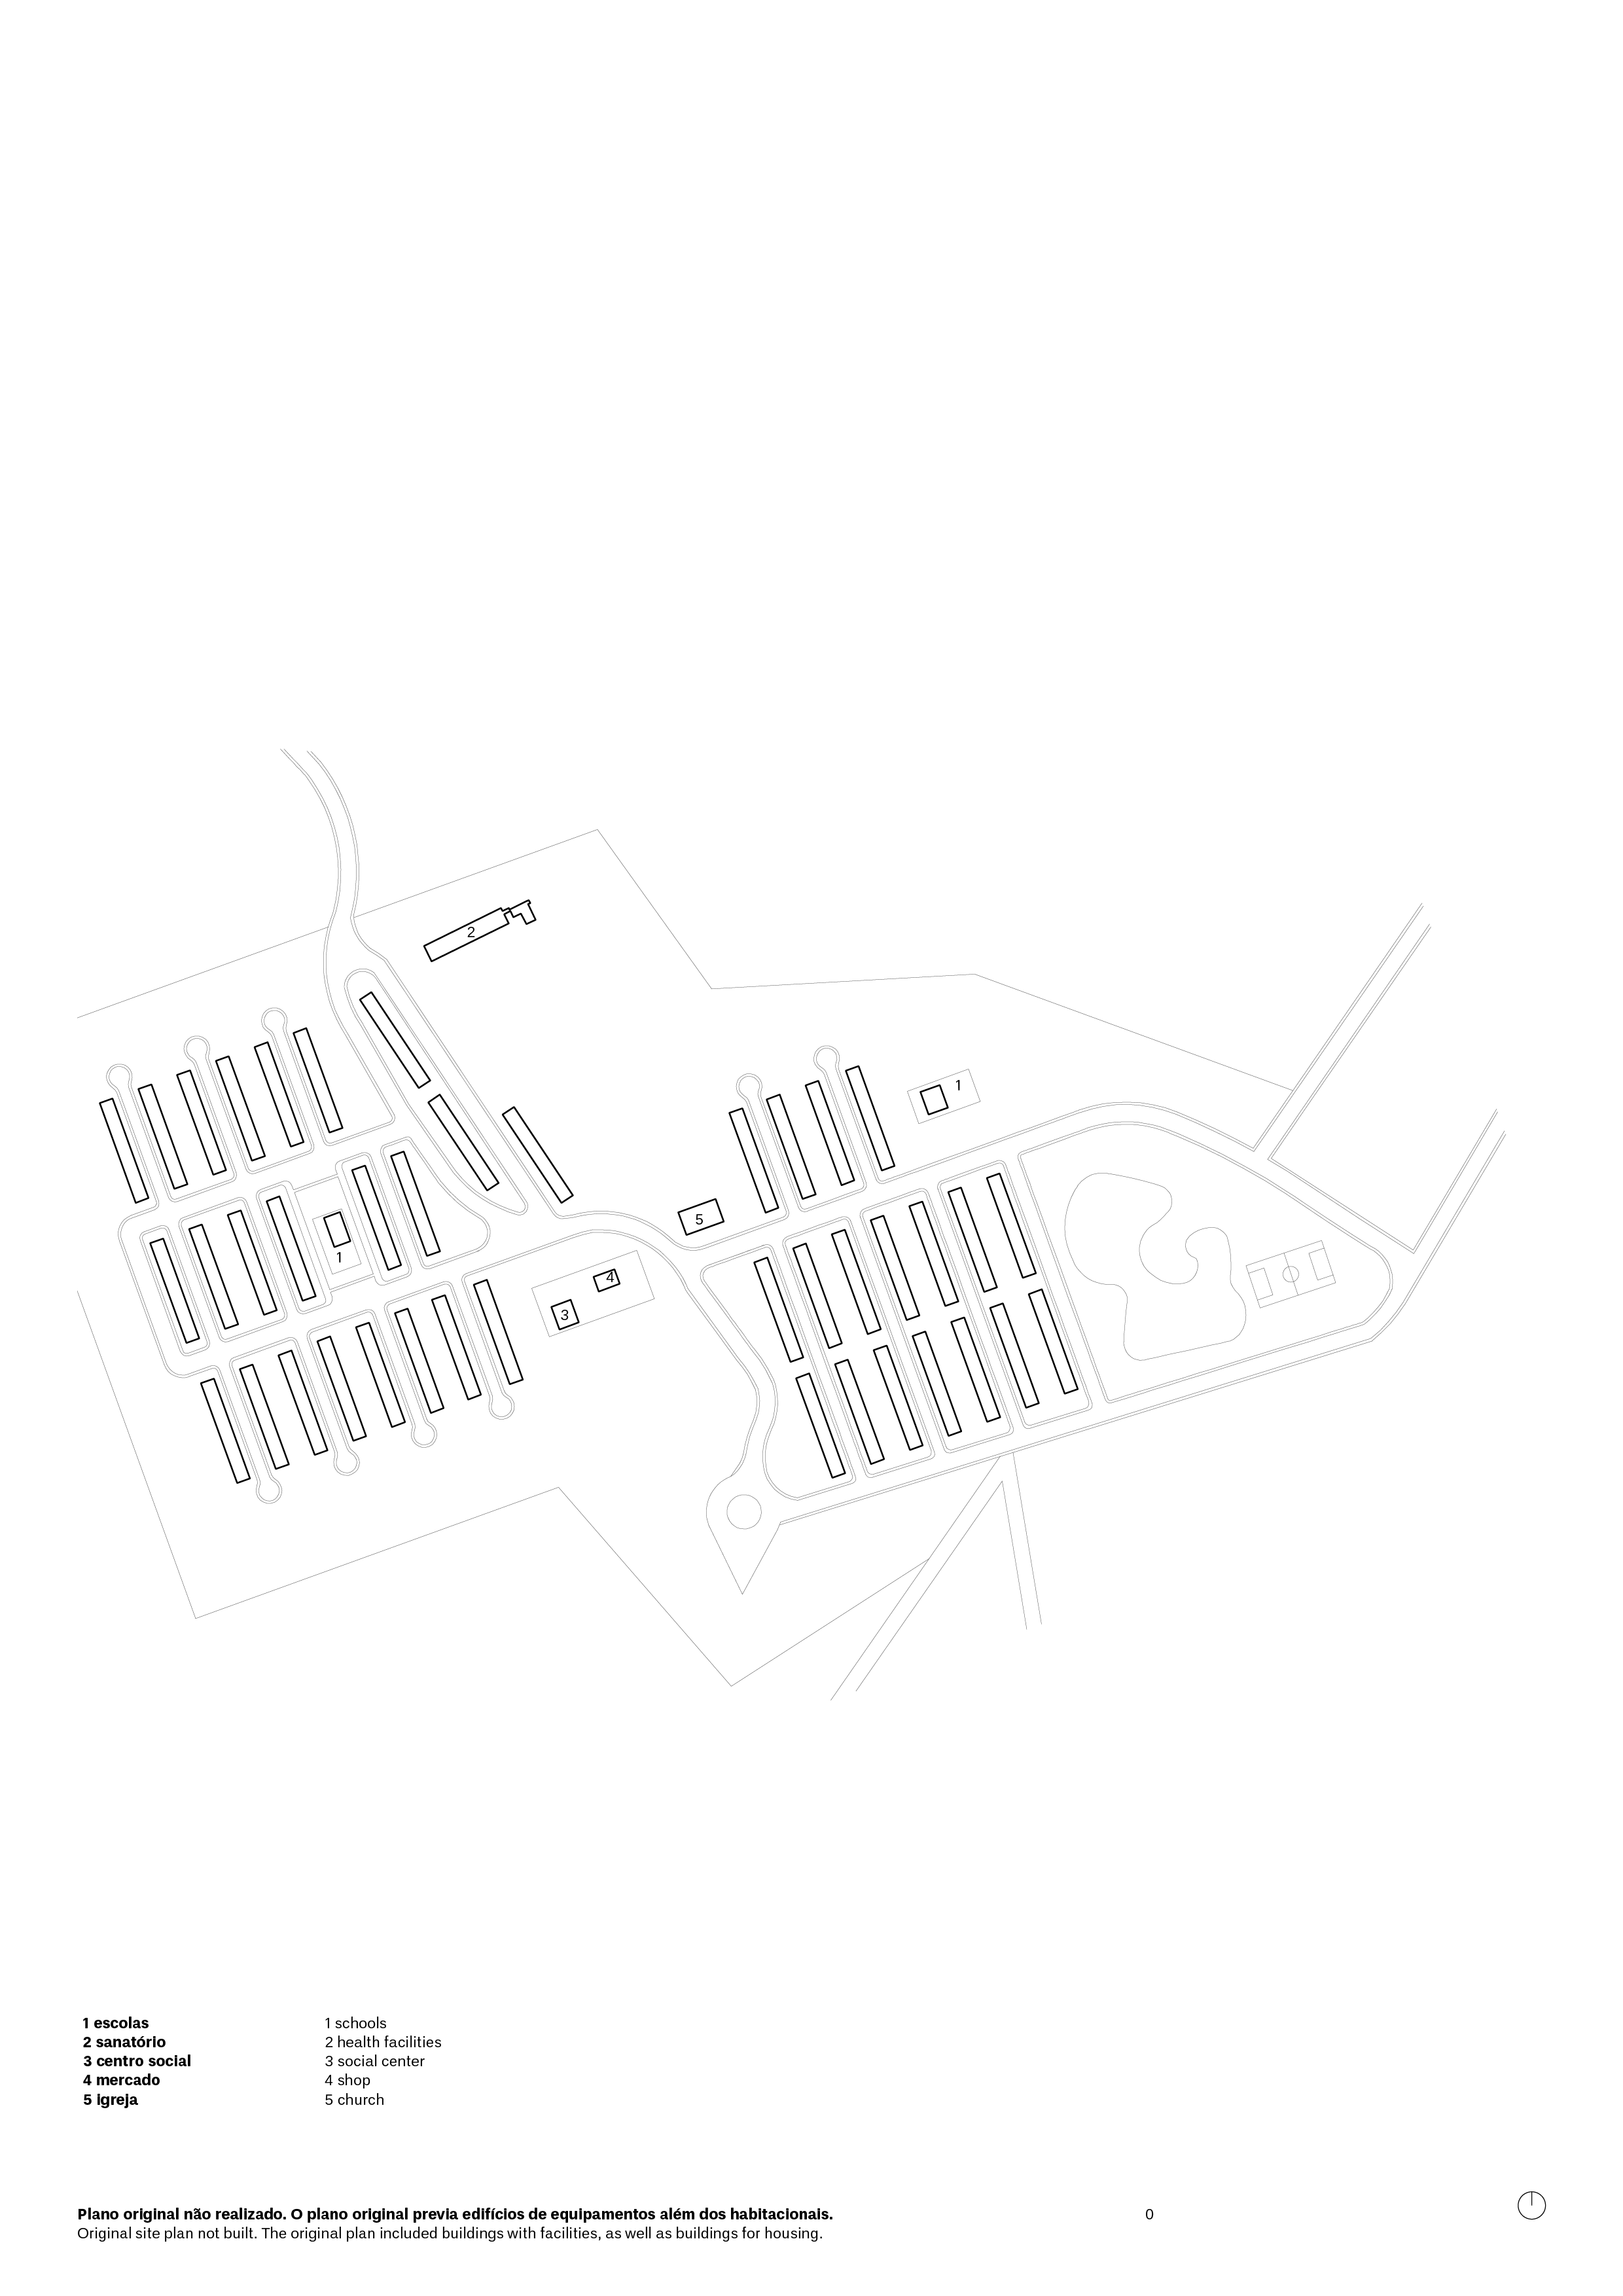 2
1
5
1
4
3
1 escolas
2 sanatório
3 centro social
4 mercado
5 igreja
1 schools
2 health facilities
3 social center
4 shop
5 church
Plano original não realizado. O plano original previa edifícios de equipamentos além dos habitacionais.
Original site plan not built. The original plan included buildings with facilities, as well as buildings for housing.
0